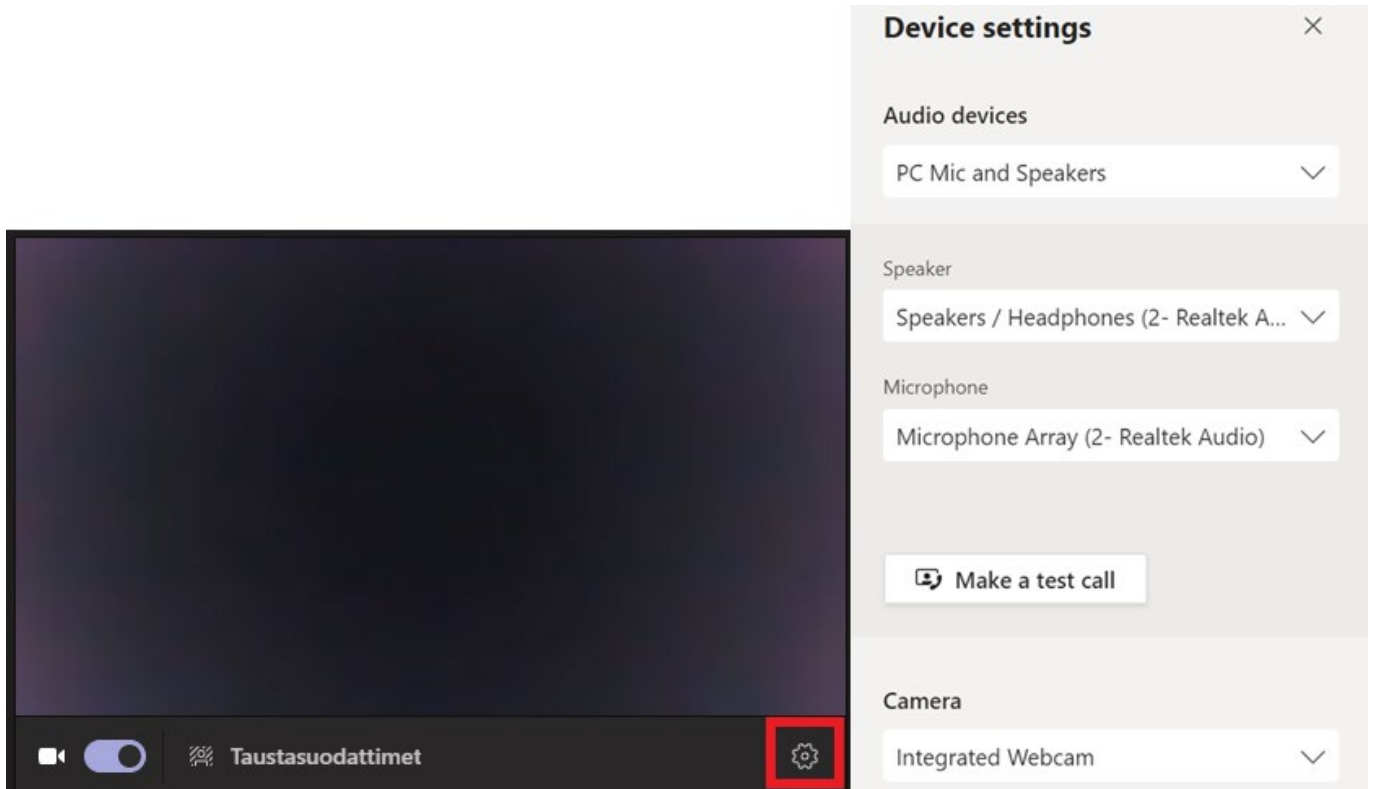 Device settings
Audio devices
PC Mic and Speakers
Speaker
Speakers / Headphones (2- Realtek A...
Microphone
Microphone Array (2- Realtek Audio)
Make a test call
Camera
Integrated Webcam
Taustasuodattimet